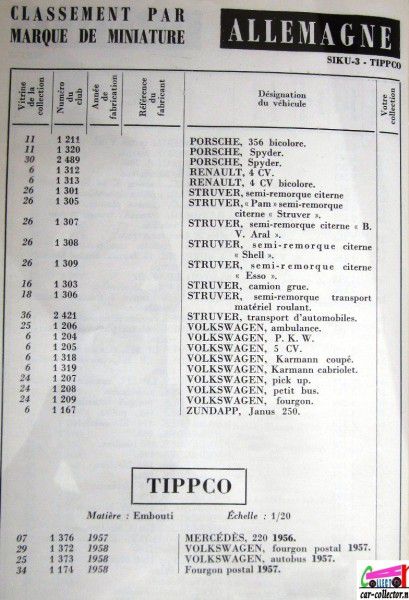 CLASSEMENT PAR
MARQUE DE MINIATURE
ALLEMAGNE
SIKU-3 - TIPPCO
Vitrine de la collection
Numéro du club
Année de fabrication
Référence du fabricant
Désignation du véhicule
Votre collection
11 1 211 PORSCHE, 356 bicolore.
11 1 320 PORSCHE, Spyder.
30 2 489 PORSCHE, Spyder.
6 1 312 RENAULT, 4 CV.
6 1 313 RENAULT, 4 CV bicolore.
26 1 301 STRUVER, semi-remorque citerne
26 1 305 STRUVER, « Pam » semi-remorque
citerne « Struver ».
26 1 307 STRUVER, semi-remorque citerne « B.
V. Aral ».
26 1 308 STRUVER, semi-remorque citerne
« Shell ».
26 1 309 STRUVER, semi-remorque citerne
« Esso ».
16 1 303 STRUVER, camion grue.
18 1 306 STRUVER, semi-remorque transport
matériel roulant.
36 2 421 STRUVER, transport d'automobiles.
25 1 206 VOLKSWAGEN, ambulance.
6 1 204 VOLKSWAGEN, P. K. W.
6 1 205 VOLKSWAGEN, 5 CV.
6 1 318 VOLKSWAGEN, Karmann coupé.
6 1 319 VOLKSWAGEN, Karmann cabriolet.
24 1 207 VOLKSWAGEN, pick up.
24 1 208 VOLKSWAGEN, petit bus.
24 1 209 VOLKSWAGEN, fourgon.
6 1 167 ZUNDAPP, Janus 250.
TIPPCO
Matière : Embouti Échelle : 1/20
07 1 376 1957 MERCÉDÈS, 220 1956.
29 1 372 1958 VOLKSWAGEN, fourgon postal 1957.
25 1 373 1958 VOLKSWAGEN, autobus 1957.
34 1 174 1958 Fourgon postal 1957.
car-collector.n